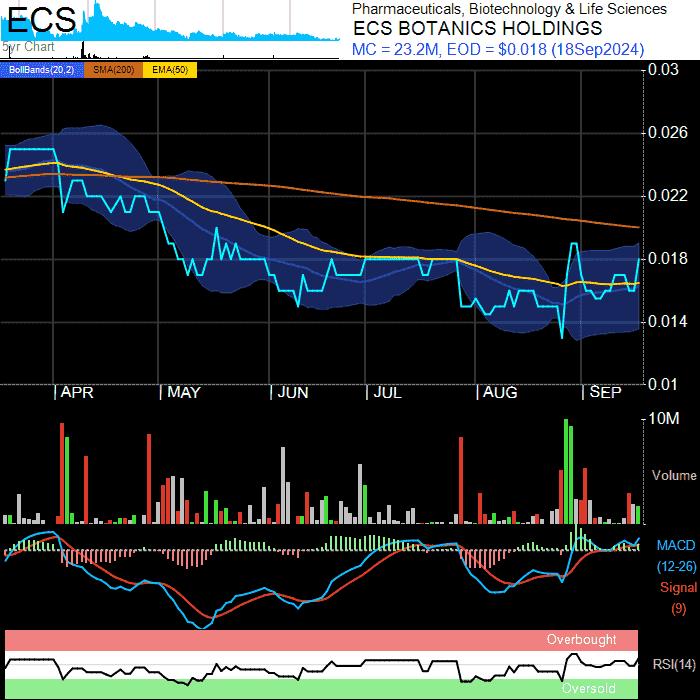 ECS
5yr Chart
Pharmaceuticals, Biotechnology & Life Sciences
ECS BOTANICS HOLDINGS
MC = 23.2M, EOD = $0.018 (18Sep2024)
BollBands(20,2) SMA(200) EMA(50)
0.03
0.026
0.022
0.018
0.014
0.01
APR MAY JUN JUL AUG SEP
10M
Volume
MACD
(12-26)
Signal
(9)
Overbought
RSI(14)
Oversold